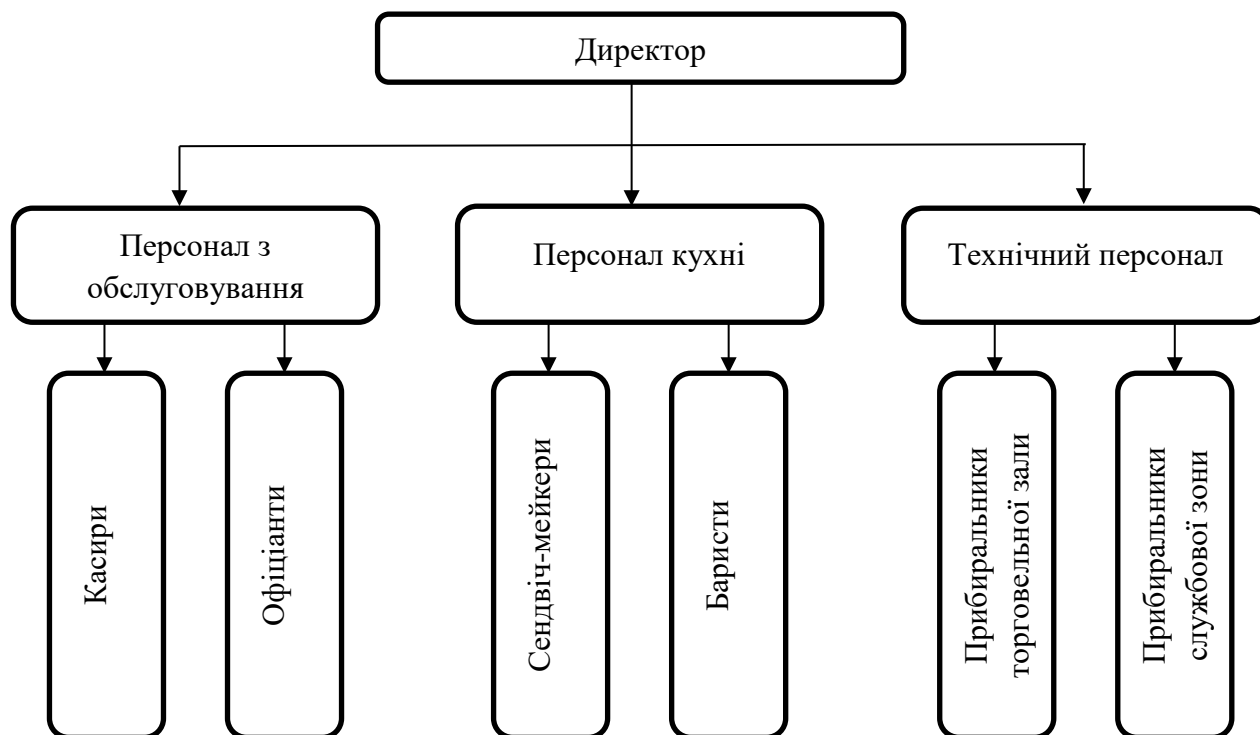 Директор
Персонал з
обслуговування
Персонал кухні
Технічний персонал
Касири
Офіціанти
Сендвіч-мейкери
Баристи
Прибиральники
торговельної зали
Прибиральники
службової зони